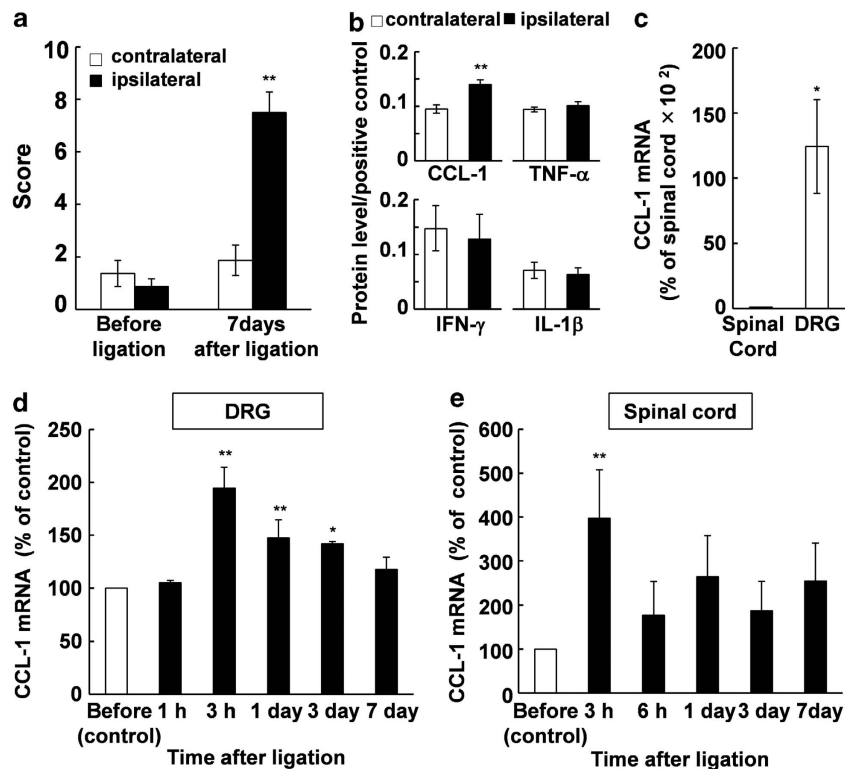 a
10
8
6
4
2
0
Score
contralateral
ipsilateral
**
Before
ligation
7days
after ligation
b
contralateral ipsilateral
Protein level/positive control
0.2
0.1
0
**
CCL-1 TNF-α
0.2
0.1
0
IFN-γ IL-1β
c
CCL-1 mRNA
(% of spinal cord × 10²)
200
150
100
50
0
*
Spinal
Cord
DRG
d
DRG
CCL-1 mRNA (% of control)
250
200
150
100
50
0
**
**
*
Before 1 h 3 h 1 day 3 day 7 day
(control)
Time after ligation
e
Spinal cord
CCL-1 mRNA (% of control)
600
500
400
300
200
100
0
**
Before 3 h 6 h 1 day 3 day 7day
(control)
Time after ligation